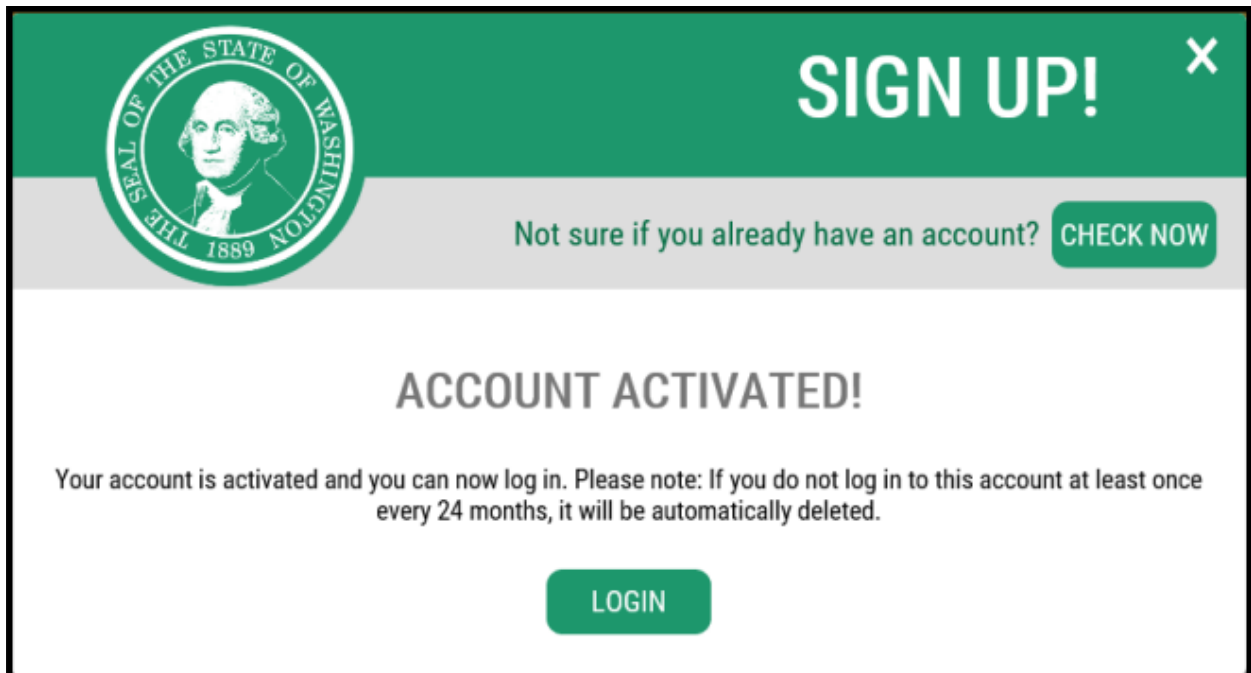 THE SEAL OF THE STATE OF WASHINGTON
1889
SIGN UP!
X
Not sure if you already have an account?
CHECK NOW
ACCOUNT ACTIVATED!
Your account is activated and you can now log in. Please note: If you do not log in to this account at least once
every 24 months, it will be automatically deleted.
LOGIN